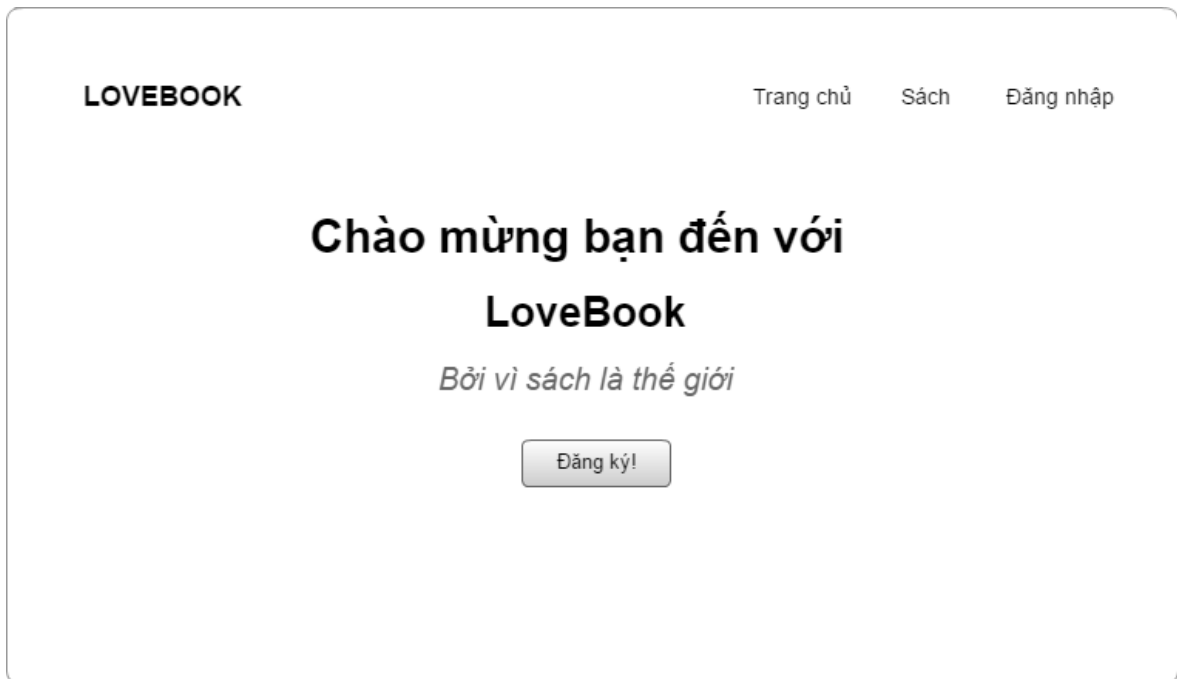 LOVEBOOK Trang chủ Sách Đăng nhập
Chào mừng bạn đến với
LoveBook
Bởi vì sách là thế giới
Đăng ký!